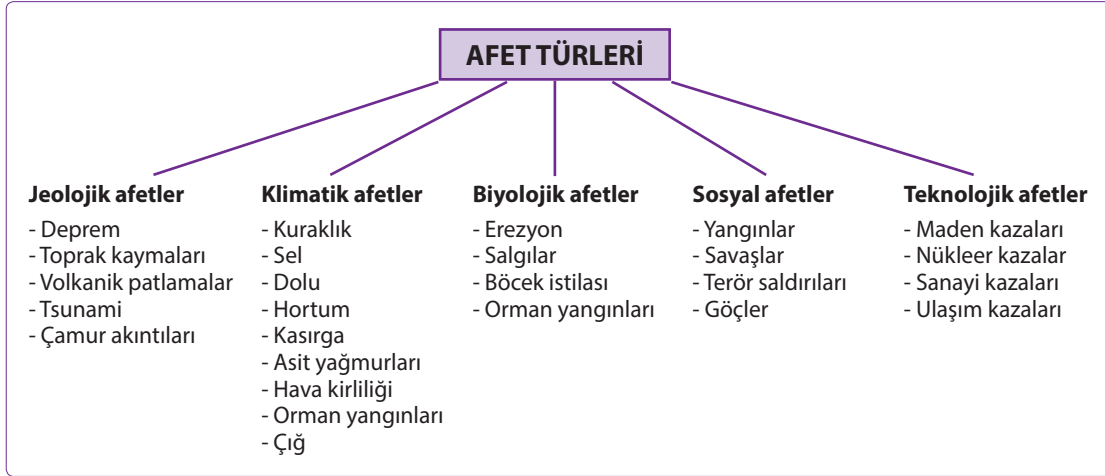 AFET TÜRLERİ
Jeolojik afetler
- Deprem
- Toprak kaymaları
- Volkanik patlamalar
- Tsunami
- Çamur akıntıları
Klimatik afetler
- Kuraklık
- Sel
- Dolu
- Hortum
- Kasırga
- Asit yağmurları
- Hava kirliliği
- Orman yangınları
- Çığ
Biyolojik afetler
- Erezyon
- Salgılar
- Böcek istilası
- Orman yangınları
Sosyal afetler
- Yangınlar
- Savaşlar
- Terör saldırıları
- Göçler
Teknolojik afetler
- Maden kazaları
- Nükleer kazalar
- Sanayi kazaları
- Ulaşım kazaları